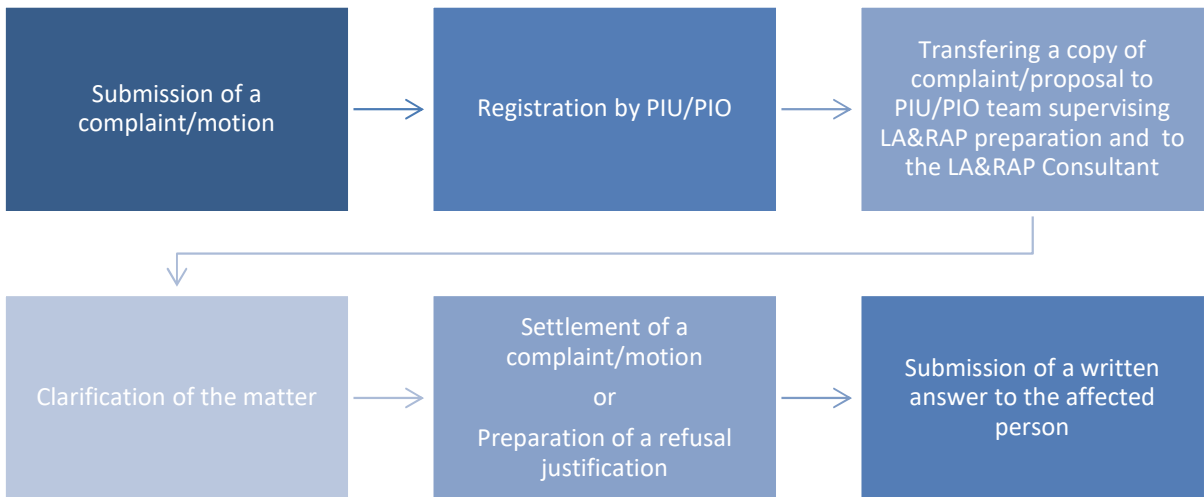 Submission of a
complaint/motion
Registration by PIU/PIO
Transfering a copy of
complaint/proposal to
PIU/PIO team supervising
LA&RAP preparation and to
the LA&RAP Consultant
Clarification of the matter
Settlement of a
complaint/motion
or
Preparation of a refusal
justification
Submission of a written
answer to the affected
person